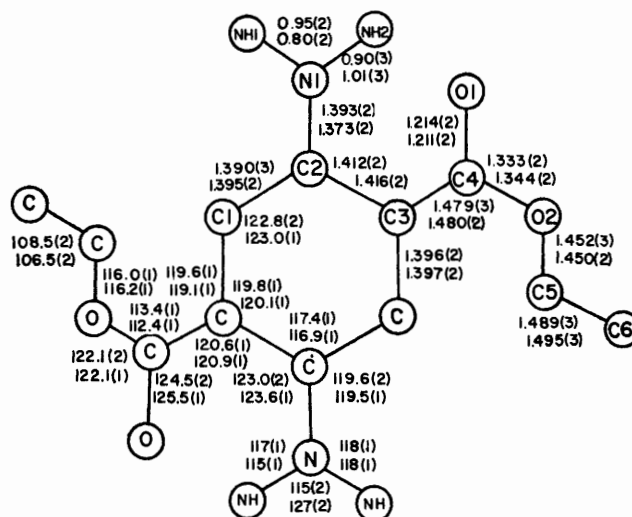 NH1
0.95(2)
0.80(2)
NH2
0.90(3)
1.01(3)
N1
O1
1.393(2)
1.373(2)
1.214(2)
1.211(2)
1.390(3)
1.395(2)
C2
1.412(2)
1.416(2)
C4
1.333(2)
1.344(2)
C
C1
122.8(2)
123.0(1)
C3
1.479(3)
1.480(2)
O2
108.5(2)
106.5(2)
C
1.396(2)
1.397(2)
1.452(3)
1.450(2)
116.0(1)
116.2(1)
119.6(1)
119.1(1)
119.8(1)
120.1(1)
C5
O
113.4(1)
112.4(1)
C
117.4(1)
116.9(1)
C
1.489(3)
1.495(3)
C6
122.1(2)
122.1(1)
C
120.6(1)
120.9(1)
C
124.5(2)
125.5(1)
123.0(2)
123.6(1)
119.6(2)
119.5(1)
O
117(1)
115(1)
N
118(1)
118(1)
NH
115(2)
127(2)
NH